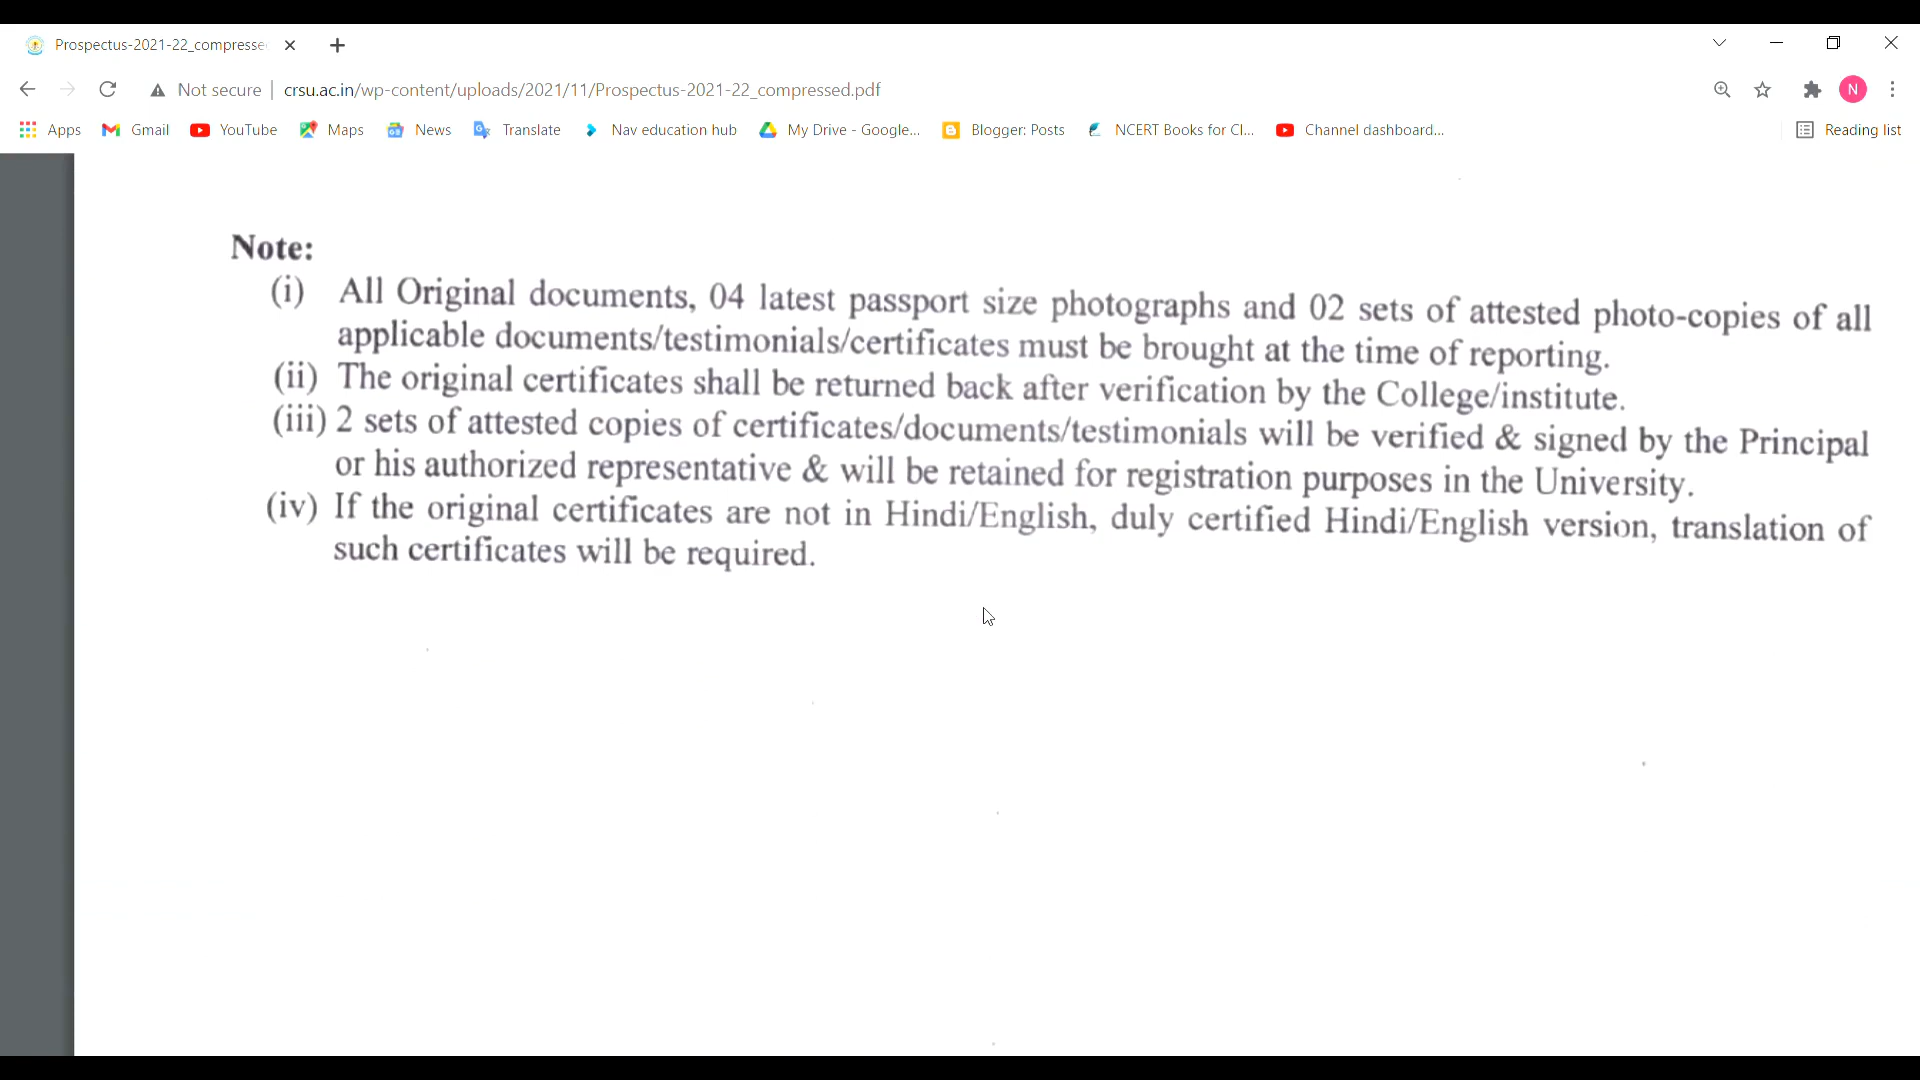 Prospectus-2021-22_compresse
Not secure | crsu.ac.in/wp-content/uploads/2021/11/Prospectus-2021-22_compressed.pdf
N
Apps Gmail YouTube Maps News Translate Nav education hub My Drive - Google... Blogger: Posts NCERT Books for Cl... Channel dashboard... Reading list
Note:
(i) All Original documents, 04 latest passport size photographs and 02 sets of attested photo-copies of all
applicable documents/testimonials/certificates must be brought at the time of reporting.
(ii) The original certificates shall be returned back after verification by the College/institute.
(iii) 2 sets of attested copies of certificates/documents/testimonials will be verified & signed by the Principal
or his authorized representative & will be retained for registration purposes in the University.
(iv) If the original certificates are not in Hindi/English, duly certified Hindi/English version, translation of
such certificates will be required.